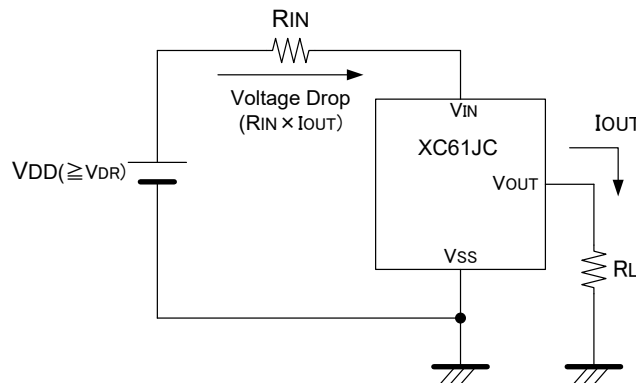 RIN
Voltage Drop
(RIN×IOUT)
VIN
XC61JC
IOUT
VDD(≧VDR)
VOUT
VSS
RL